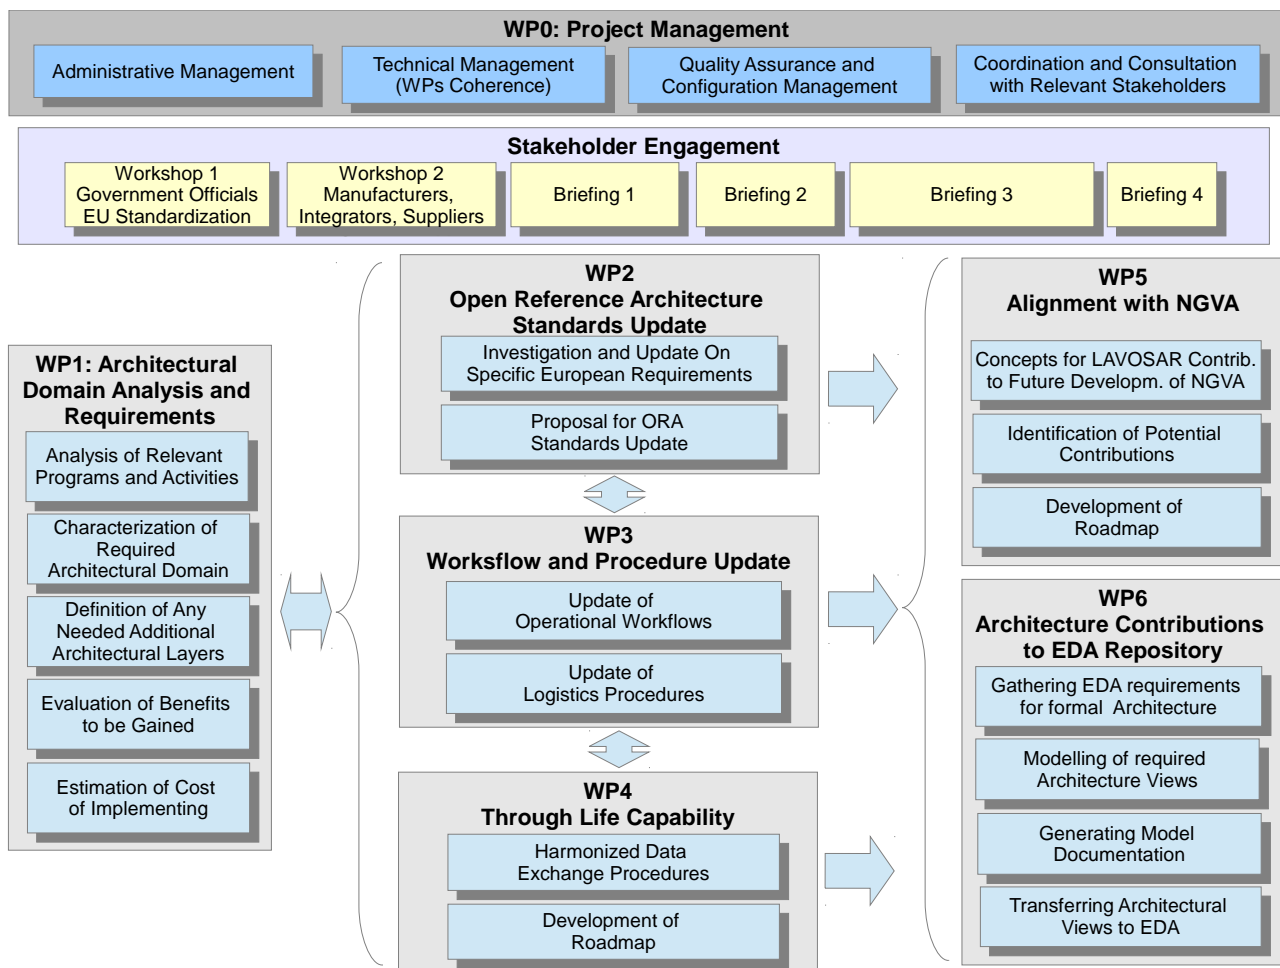 WP0: Project Management
Administrative Management
Technical Management
(WPs Coherence)
Quality Assurance and
Configuration Management
Coordination and Consultation
with Relevant Stakeholders
Stakeholder Engagement
Workshop 1
Government Officials
EU Standardization
Workshop 2
Manufacturers,
Integrators, Suppliers
Briefing 1
Briefing 2
Briefing 3
Briefing 4
WP1: Architectural
Domain Analysis and
Requirements
Analysis of Relevant
Programs and Activities
Characterization of
Required
Architectural Domain
Definition of Any
Needed Additional
Architectural Layers
Evaluation of Benefits
to be Gained
Estimation of Cost
of Implementing
WP2
Open Reference Architecture
Standards Update
Investigation and Update On
Specific European Requirements
Proposal for ORA
Standards Update
WP3
Worksflow and Procedure Update
Update of
Operational Workflows
Update of
Logistics Procedures
WP4
Through Life Capability
Harmonized Data
Exchange Procedures
Development of
Roadmap
WP5
Alignment with NGVA
Concepts for LAVOSAR Contrib.
to Future Developm. of NGVA
Identification of Potential
Contributions
Development of
Roadmap
WP6
Architecture Contributions
to EDA Repository
Gathering EDA requirements
for formal Architecture
Modelling of required
Architecture Views
Generating Model
Documentation
Transferring Architectural
Views to EDA